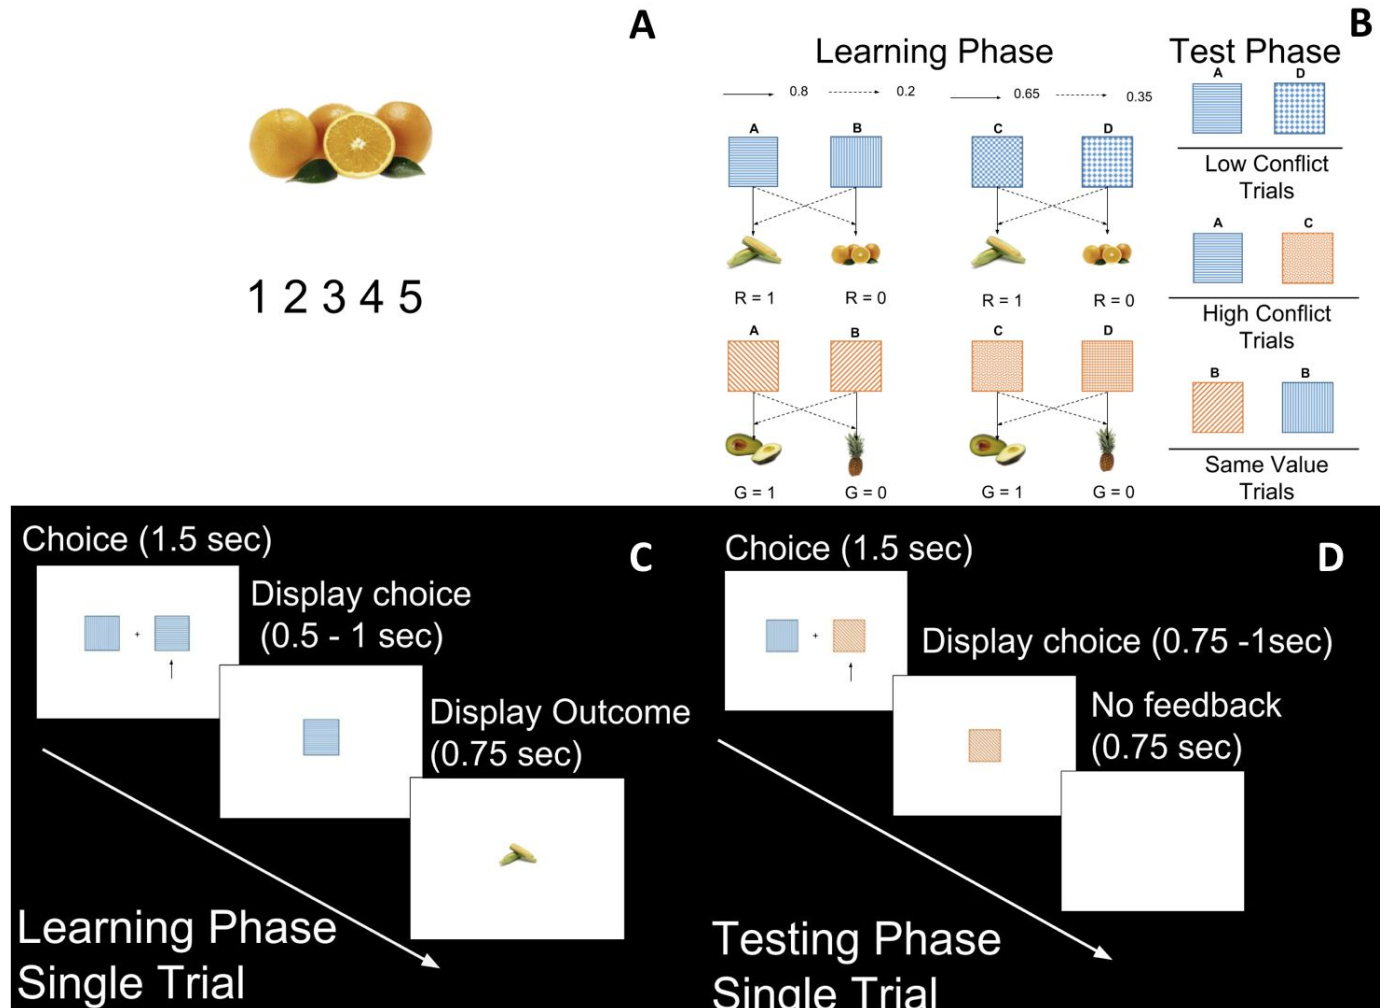 A
1 2 3 4 5
B
Learning Phase
Test Phase
0.8
0.2
0.65
0.35
A
B
C
D
R = 1
R = 0
R = 1
R = 0
A
B
C
D
G = 1
G = 0
G = 1
G = 0
A
D
Low Conflict
Trials
A
C
High Conflict
Trials
B
B
Same Value
Trials
C
Choice (1.5 sec)
+
Display choice
(0.5 - 1 sec)
Display Outcome
(0.75 sec)
Learning Phase
Single Trial
D
Choice (1.5 sec)
+
Display choice (0.75 -1sec)
No feedback
(0.75 sec)
Testing Phase
Single Trial